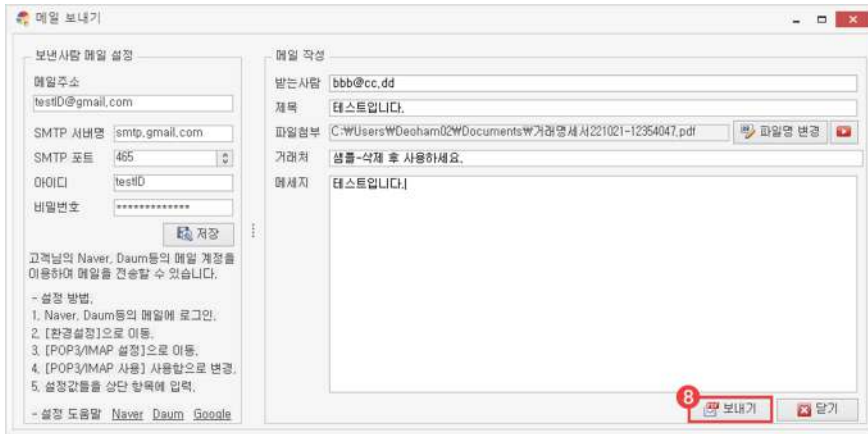 메일 보내기
보낸사람 메일 설정
메일주소
testID@gmail.com
SMTP 서버명 smtp.gmail.com
SMTP 포트 465
아이디 testID
비밀번호 *************
저장
고객님의 Naver, Daum등의 메일 계정을
이용하여 메일을 전송할 수 있습니다.
- 설정 방법.
1. Naver, Daum등의 메일에 로그인.
2. [환경설정]으로 이동.
3. [POP3/IMAP 설정]으로 이동.
4. [POP3/IMAP 사용] 사용함으로 변경.
5. 설정값들을 상단 항목에 입력.
- 설정 도움말 Naver Daum Google
메일 작성
받는사람 bbb@cc.dd
제목 테스트입니다.
파일첨부 C:₩Users₩Deoham02₩Documents₩거래명세서221021-12354047.pdf 파일명 변경
거래처 샘플-삭제 후 사용하세요.
메세지 테스트입니다.
8
보내기 닫기